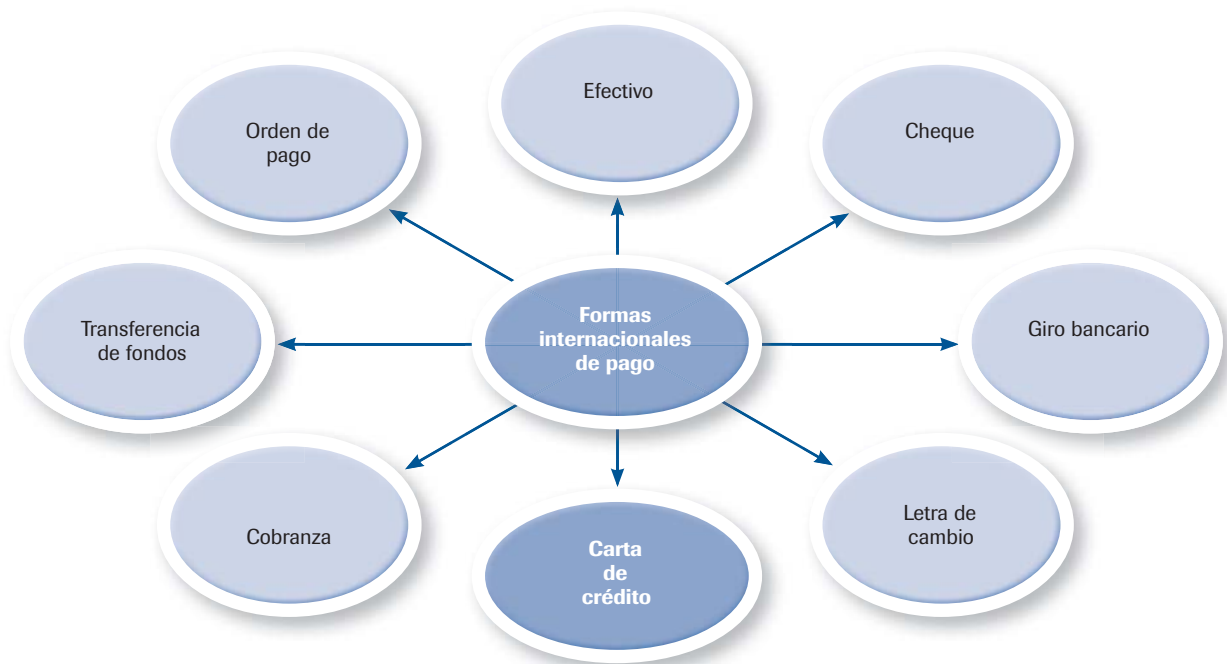 Efectivo
Orden de
pago
Cheque
Formas
internacionales
de pago
Transferencia
de fondos
Giro bancario
Cobranza
Carta
de
crédito
Letra de
cambio